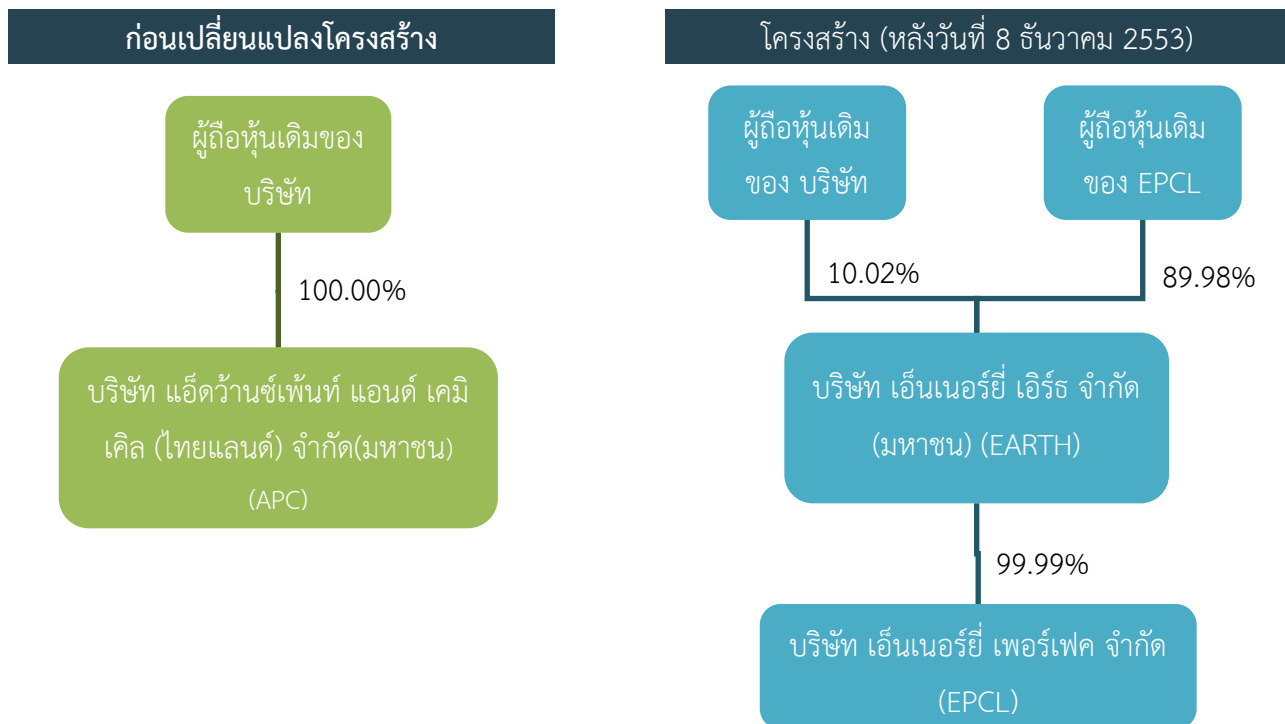 ก่อนเปลี่ยนแปลงโครงสร้าง
ผู้ถือหุ้นเดิมของ
บริษัท
100.00%
บริษัท แอ็ดว้านซ์เพ้นท์ แอนด์ เคมิ
เคิล (ไทยแลนด์) จำกัด(มหาชน)
(APC)
โครงสร้าง (หลังวันที่ 8 ธันวาคม 2553)
ผู้ถือหุ้นเดิม
ของ บริษัท
ผู้ถือหุ้นเดิม
ของ EPCL
10.02%
89.98%
บริษัท เอ็นเนอร์ยี่ เอิร์ธ จำกัด
(มหาชน) (EARTH)
99.99%
บริษัท เอ็นเนอร์ยี่ เพอร์เฟค จำกัด
(EPCL)